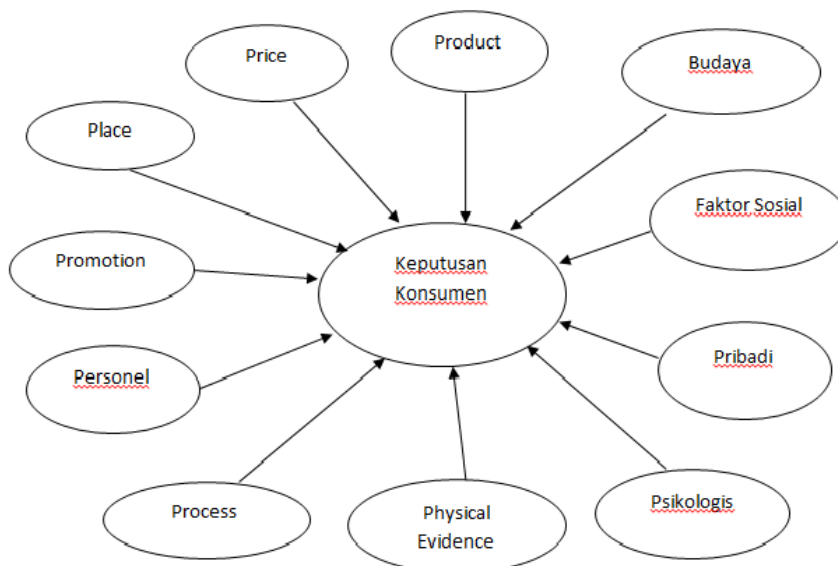 Product
Price
Budaya
Place
Faktor Sosial
Keputusan
Konsumen
Promotion
Pribadi
Personel
Psikologis
Process
Physical
Evidence